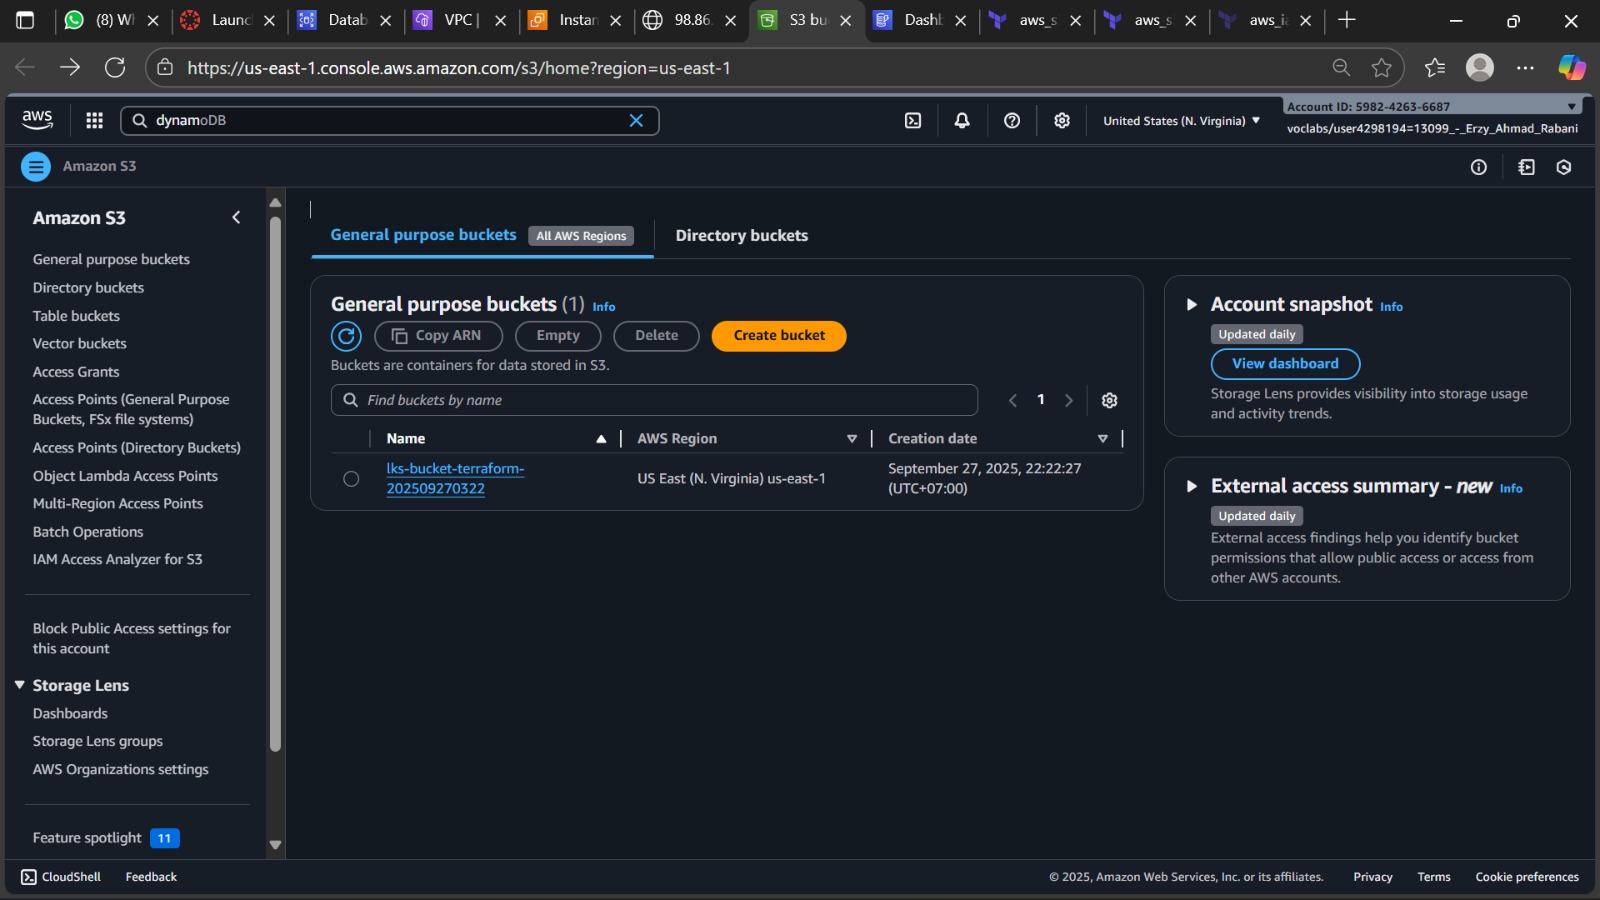 (8) Wh
Launc
Datab
VPC |
Instan
98.86.
S3 bu
Dashb
aws_s
aws_s
aws_ia
https://us-east-1.console.aws.amazon.com/s3/home?region=us-east-1
aws
dynamoDB
United States (N. Virginia)
Account ID: 5982-4263-6687
voclabs/user4298194=13099_-_Erzy_Ahmad_Rabani
Amazon S3
Amazon S3
General purpose buckets
Directory buckets
Table buckets
Vector buckets
Access Grants
Access Points (General Purpose
Buckets, FSx file systems)
Access Points (Directory Buckets)
Object Lambda Access Points
Multi-Region Access Points
Batch Operations
IAM Access Analyzer for S3
Block Public Access settings for
this account
Storage Lens
Dashboards
Storage Lens groups
AWS Organizations settings
Feature spotlight 11
General purpose buckets All AWS Regions
Directory buckets
General purpose buckets (1) Info
Copy ARN
Empty
Delete
Create bucket
Buckets are containers for data stored in S3.
Find buckets by name
1
Name
AWS Region
Creation date
lks-bucket-terraform-
202509270322
US East (N. Virginia) us-east-1
September 27, 2025, 22:22:27
(UTC+07:00)
Account snapshot Info
Updated daily
View dashboard
Storage Lens provides visibility into storage usage
and activity trends.
External access summary - new Info
Updated daily
External access findings help you identify bucket
permissions that allow public access or access from
other AWS accounts.
CloudShell
Feedback
© 2025, Amazon Web Services, Inc. or its affiliates.
Privacy
Terms
Cookie preferences